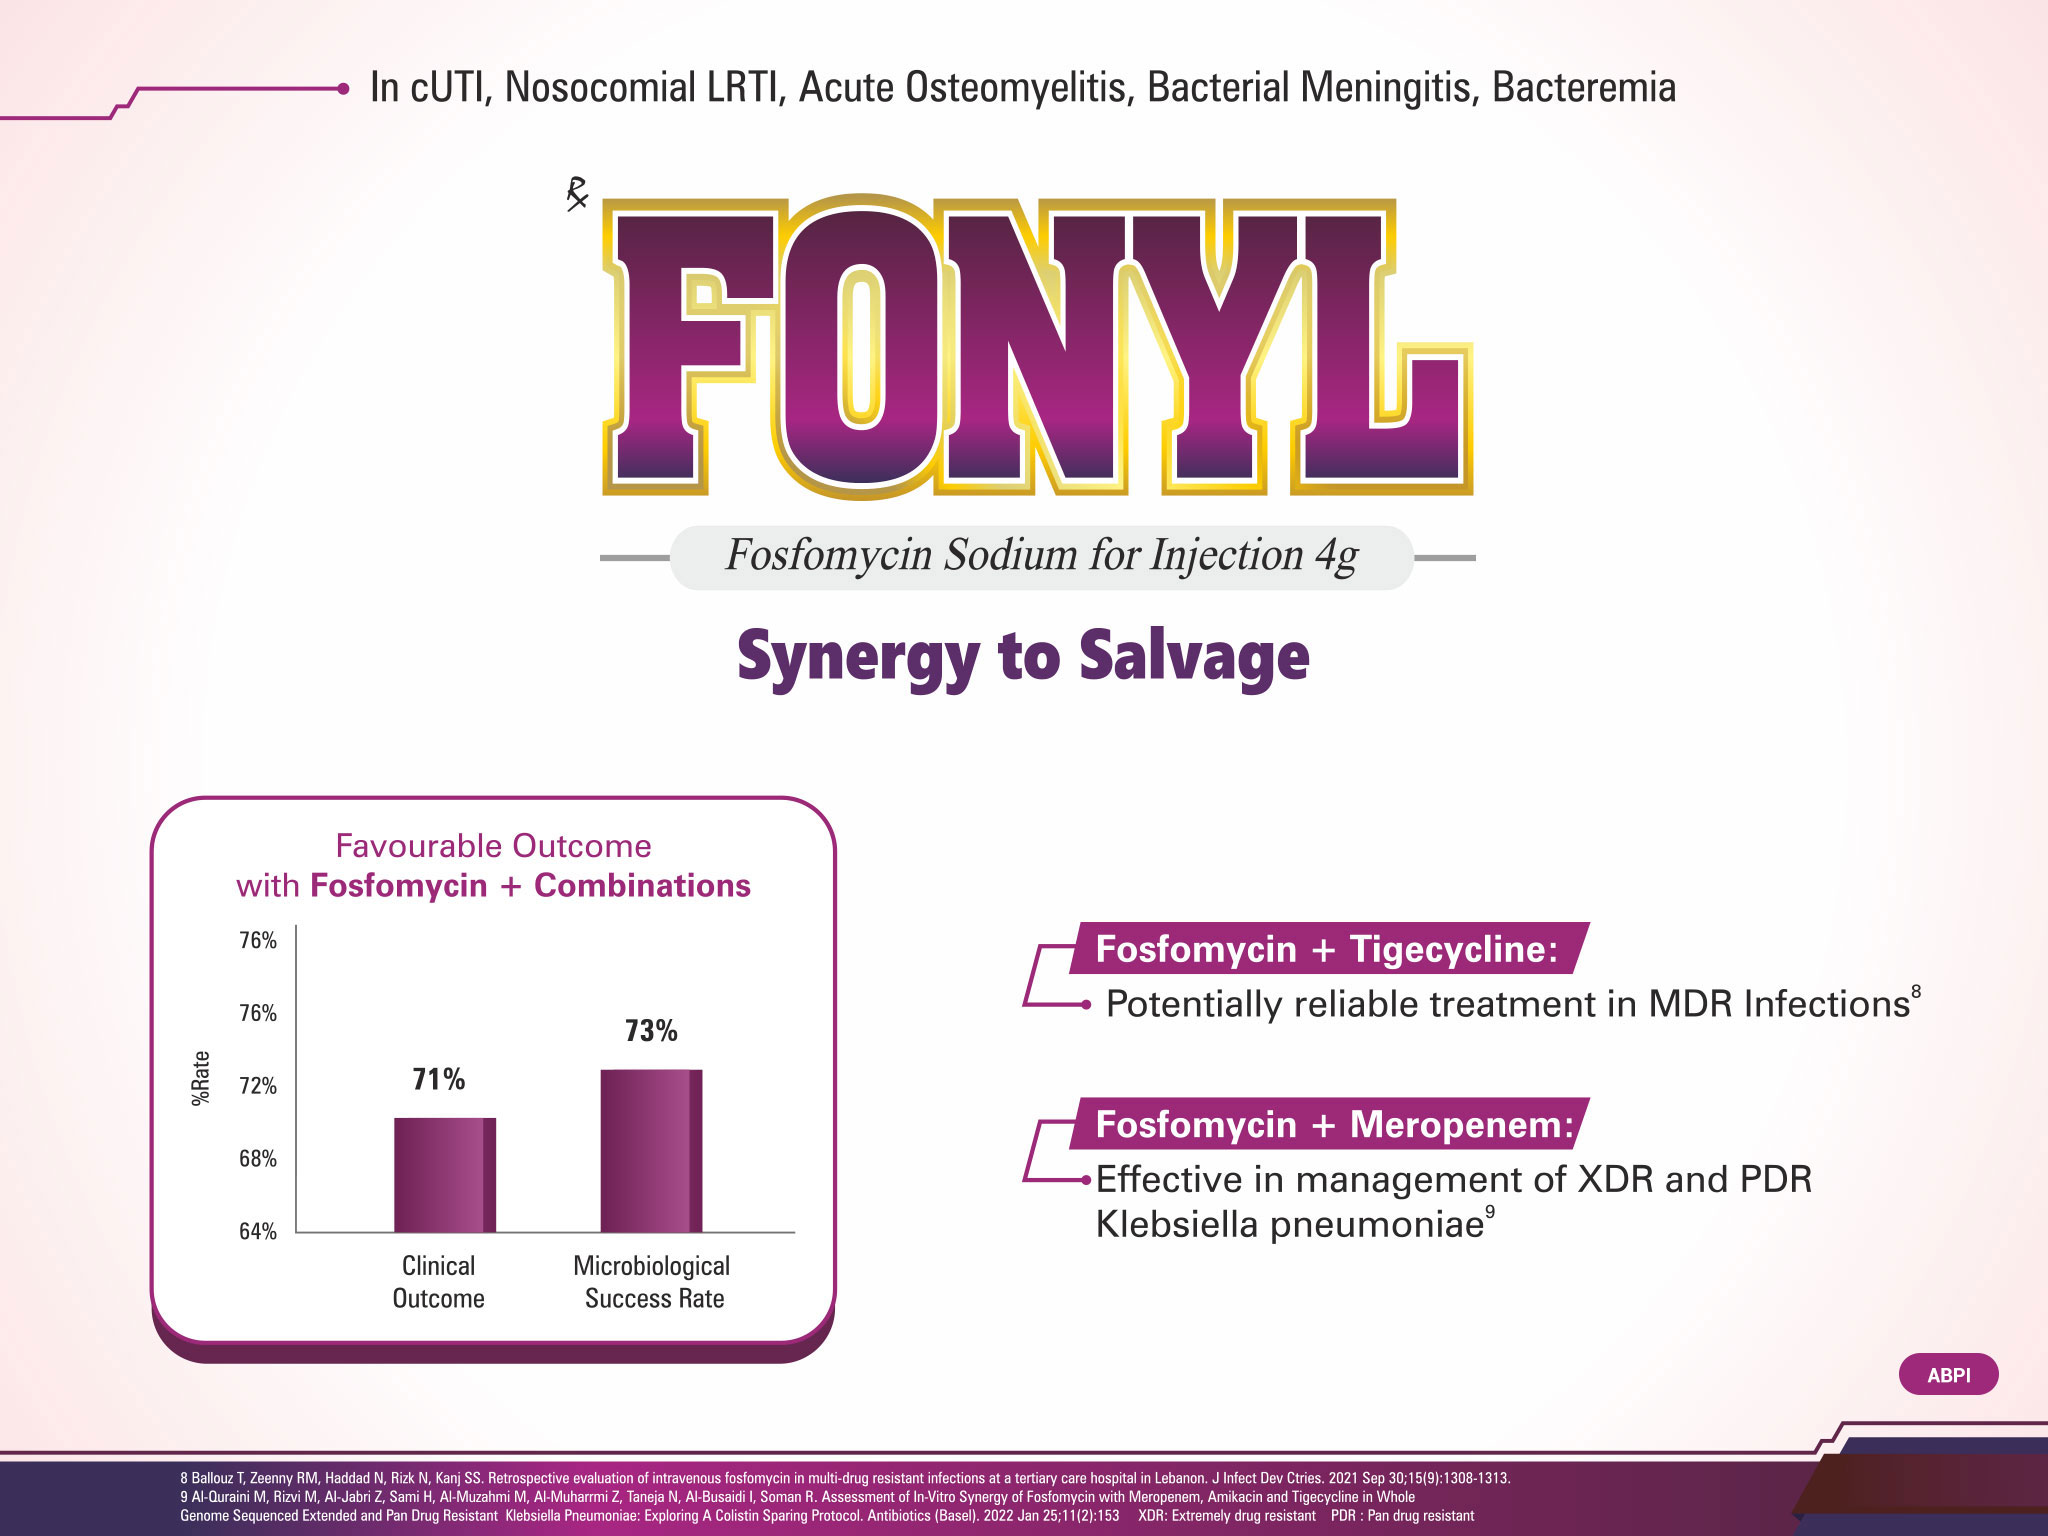 In cUTI, Nosocomial LRTI, Acute Osteomyelitis, Bacterial Meningitis, Bacteremia
℞
FONYL
Fosfomycin Sodium for Injection 4g
Synergy to Salvage
Favourable Outcome
with Fosfomycin + Combinations
%Rate
76%
76%
72%
68%
64%
71%
73%
Clinical
Outcome
Microbiological
Success Rate
Fosfomycin + Tigecycline:
Potentially reliable treatment in MDR Infections⁸
Fosfomycin + Meropenem:
Effective in management of XDR and PDR
Klebsiella pneumoniae⁹
ABPI
8 Ballouz T, Zeenny RM, Haddad N, Rizk N, Kanj SS. Retrospective evaluation of intravenous fosfomycin in multi-drug resistant infections at a tertiary care hospital in Lebanon. J Infect Dev Ctries. 2021 Sep 30;15(9):1308-1313.
9 Al-Quraini M, Rizvi M, Al-Jabri Z, Sami H, Al-Muzahmi M, Al-Muharrmi Z, Taneja N, Al-Busaidi I, Soman R. Assessment of In-Vitro Synergy of Fosfomycin with Meropenem, Amikacin and Tigecycline in Whole
Genome Sequenced Extended and Pan Drug Resistant Klebsiella Pneumoniae: Exploring A Colistin Sparing Protocol. Antibiotics (Basel). 2022 Jan 25;11(2):153 XDR: Extremely drug resistant PDR : Pan drug resistant